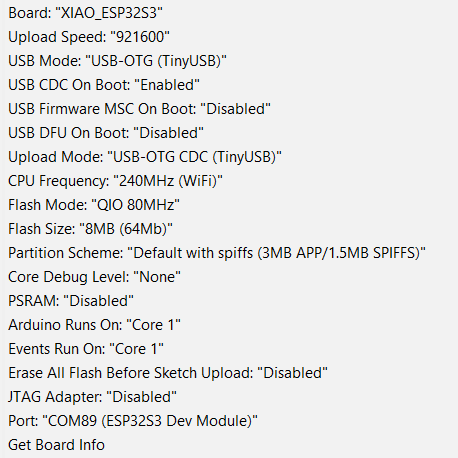 Board: "XIAO_ESP32S3"
Upload Speed: "921600"
USB Mode: "USB-OTG (TinyUSB)"
USB CDC On Boot: "Enabled"
USB Firmware MSC On Boot: "Disabled"
USB DFU On Boot: "Disabled"
Upload Mode: "USB-OTG CDC (TinyUSB)"
CPU Frequency: "240MHz (WiFi)"
Flash Mode: "QIO 80MHz"
Flash Size: "8MB (64Mb)"
Partition Scheme: "Default with spiffs (3MB APP/1.5MB SPIFFS)"
Core Debug Level: "None"
PSRAM: "Disabled"
Arduino Runs On: "Core 1"
Events Run On: "Core 1"
Erase All Flash Before Sketch Upload: "Disabled"
JTAG Adapter: "Disabled"
Port: "COM89 (ESP32S3 Dev Module)"
Get Board Info